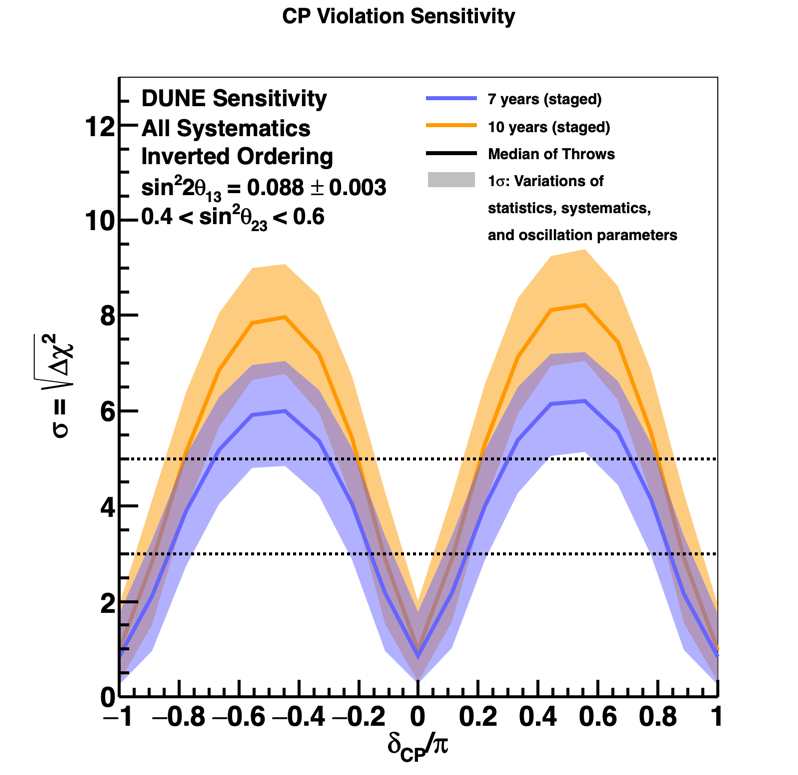 CP Violation Sensitivity
DUNE Sensitivity
All Systematics
Inverted Ordering
sin²2θ₁₃ = 0.088 ± 0.003
0.4 < sin²θ₂₃ < 0.6
7 years (staged)
10 years (staged)
Median of Throws
1σ: Variations of
statistics, systematics,
and oscillation parameters
σ = √Δχ²
12
10
8
6
4
2
0
−1 −0.8 −0.6 −0.4 −0.2 0 0.2 0.4 0.6 0.8 1
δCP/π